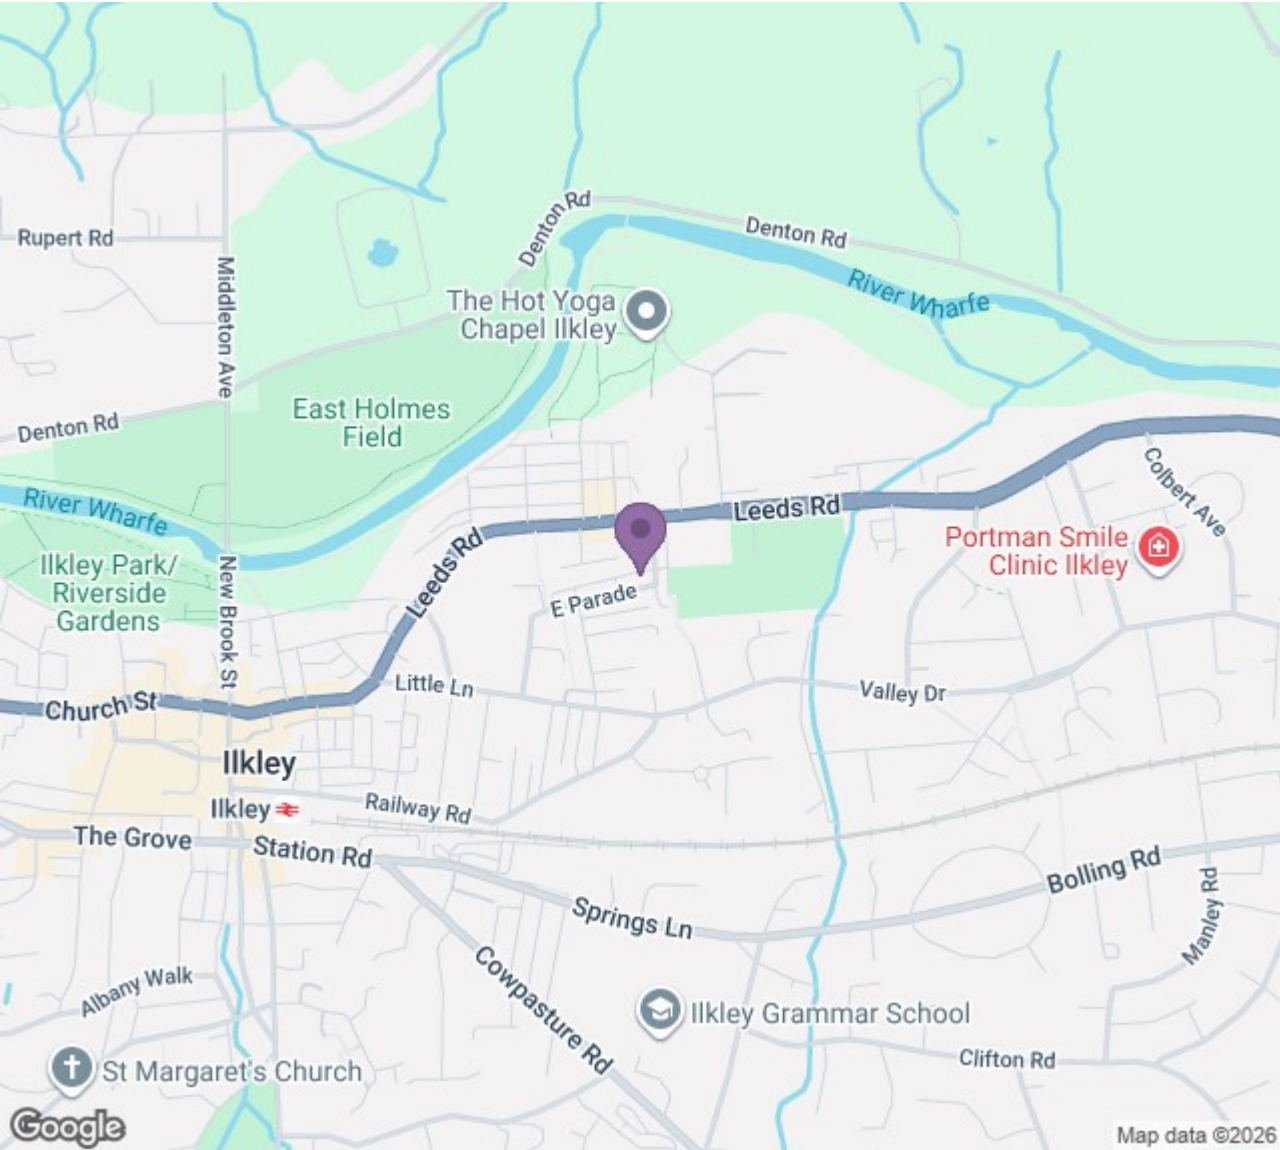 Denton Rd
Denton Rd
Rupert Rd
Middleton Ave
River Wharfe
The Hot Yoga
Chapel Ilkley
East Holmes
Field
Denton Rd
Colbert Ave
River Wharfe
Leeds Rd
Leeds Rd
Portman Smile
Clinic Ilkley
Ilkley Park/
Riverside
Gardens
New Brook St
E Parade
Little Ln
Valley Dr
Church St
Ilkley
Ilkley
Railway Rd
The Grove
Station Rd
Bolling Rd
Manley Rd
Springs Ln
Cowpasture Rd
Albany Walk
Ilkley Grammar School
Clifton Rd
St Margaret's Church
Google
Map data ©2026